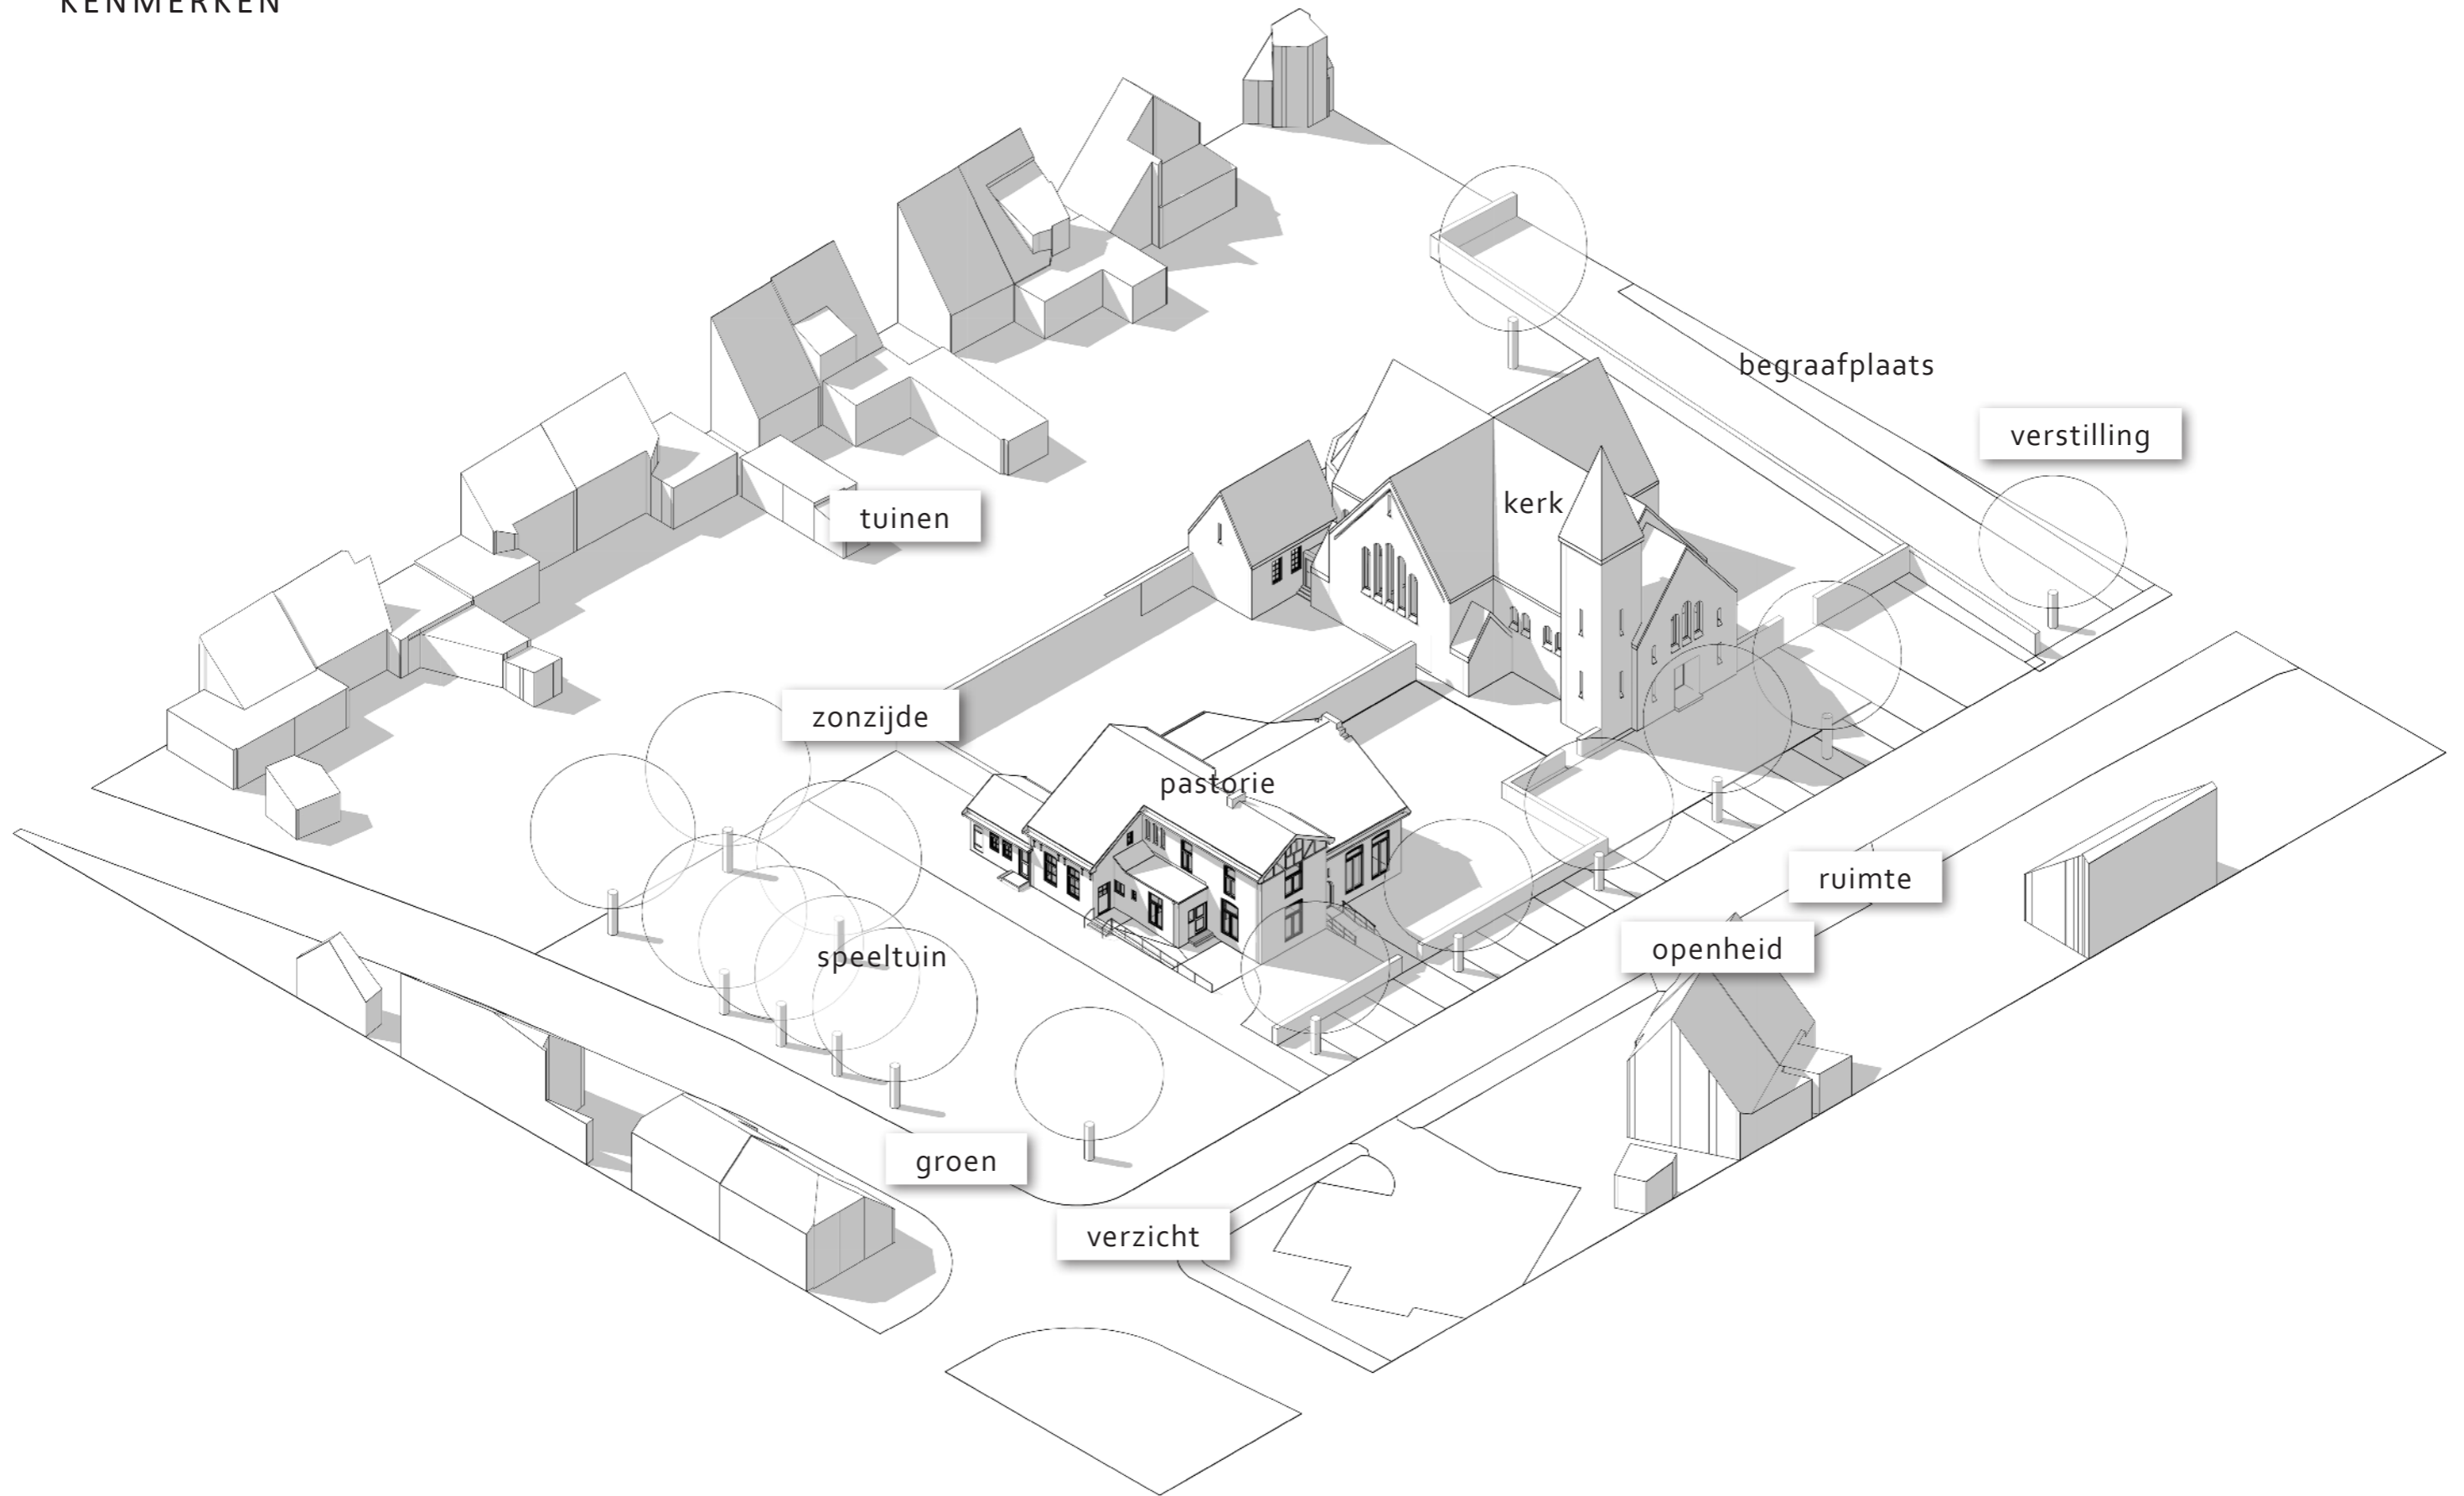 KENMERKEN
begraafplaats
verstilling
kerk
tuinen
zonzijde
pastorie
ruimte
openheid
speeltuin
groen
verzicht